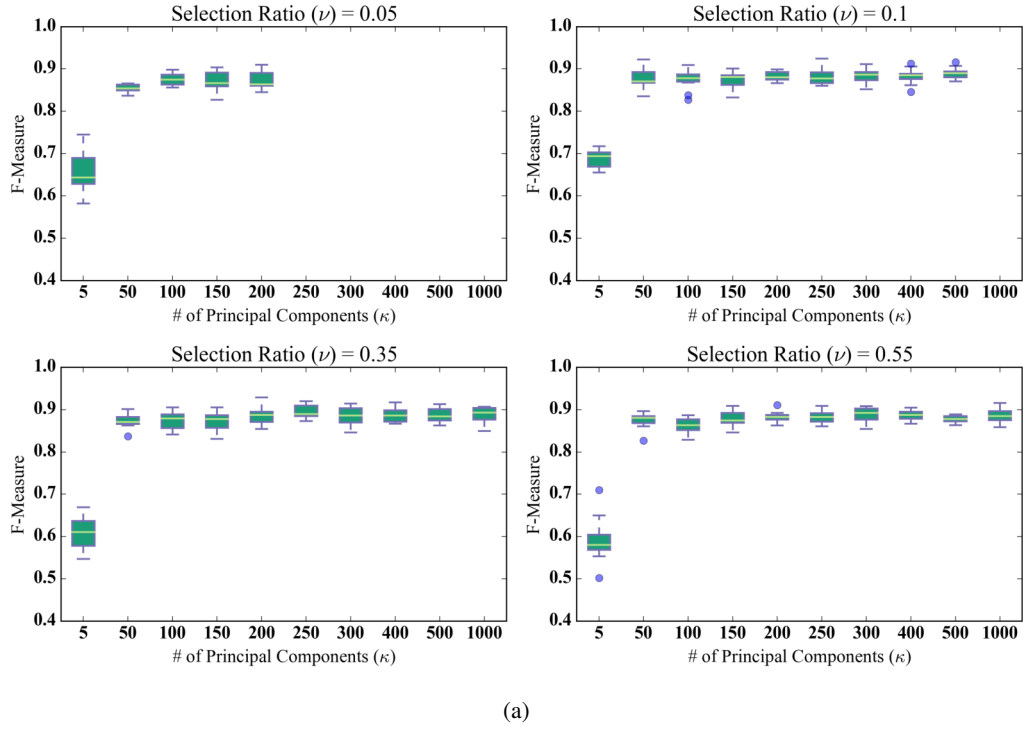 Selection Ratio (ν) = 0.05
1.0
0.9
0.8
0.7
0.6
0.5
0.4
F-Measure
5 50 100 150 200 250 300 400 500 1000
# of Principal Components (κ)
Selection Ratio (ν) = 0.1
1.0
0.9
0.8
0.7
0.6
0.5
0.4
F-Measure
5 50 100 150 200 250 300 400 500 1000
# of Principal Components (κ)
Selection Ratio (ν) = 0.35
1.0
0.9
0.8
0.7
0.6
0.5
0.4
F-Measure
5 50 100 150 200 250 300 400 500 1000
# of Principal Components (κ)
Selection Ratio (ν) = 0.55
1.0
0.9
0.8
0.7
0.6
0.5
0.4
F-Measure
5 50 100 150 200 250 300 400 500 1000
# of Principal Components (κ)
(a)